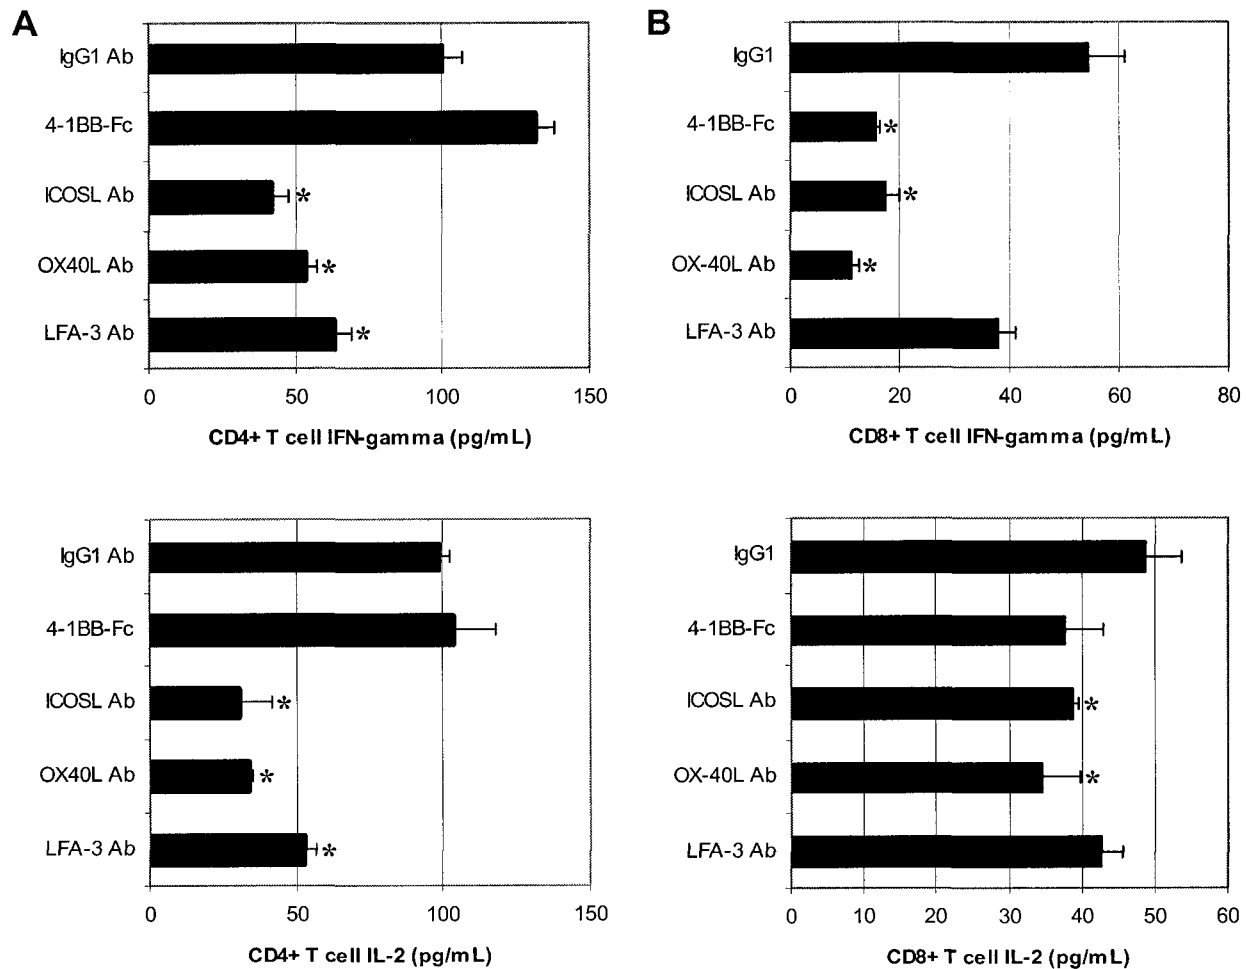 A
IgG1 Ab
4-1BB-Fc
*
ICOSL Ab
*
OX40L Ab
*
LFA-3 Ab
0 50 100 150
CD4+ T cell IFN-gamma (pg/mL)
B
IgG1
4-1BB-Fc
*
ICOSL Ab
*
OX-40L Ab
*
LFA-3 Ab
0 20 40 60 80
CD8+ T cell IFN-gamma (pg/mL)
IgG1 Ab
4-1BB-Fc
ICOSL Ab
*
OX40L Ab
*
LFA-3 Ab
*
0 50 100 150
CD4+ T cell IL-2 (pg/mL)
IgG1
4-1BB-Fc
ICOSL Ab
*
OX-40L Ab
*
LFA-3 Ab
0 10 20 30 40 50 60
CD8+ T cell IL-2 (pg/mL)